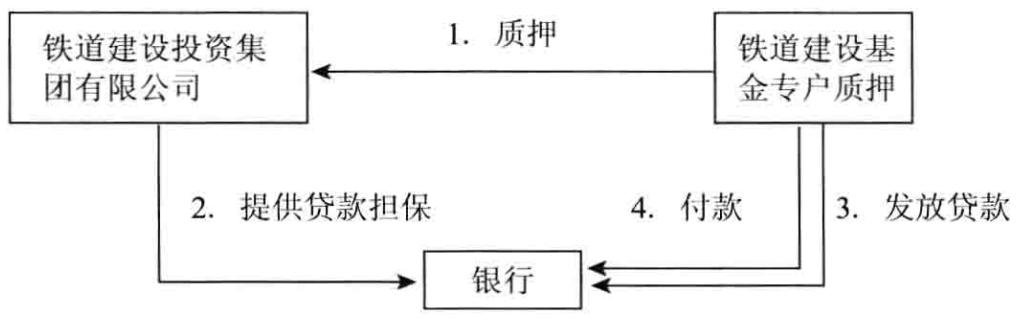 1. 质押
铁道建设投资集
团有限公司
铁道建设基
金专户质押
2. 提供贷款担保
4. 付款
3. 发放贷款
银行